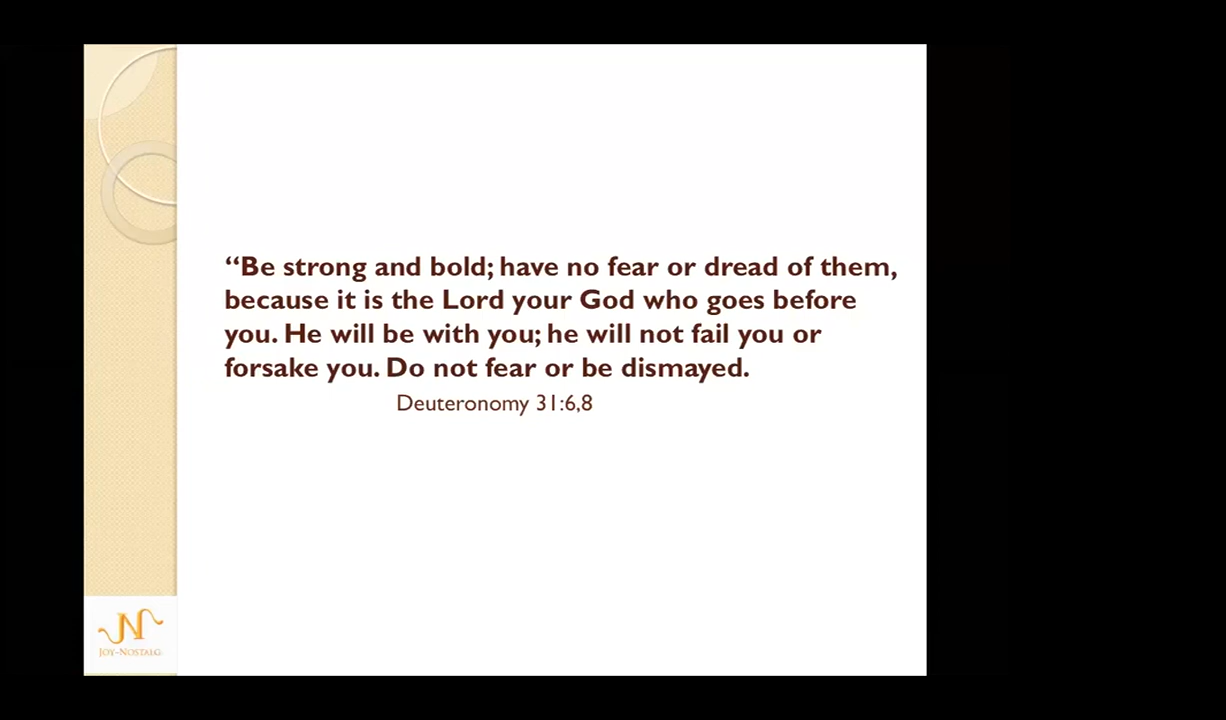 “Be strong and bold; have no fear or dread of them,
because it is the Lord your God who goes before
you. He will be with you; he will not fail you or
forsake you. Do not fear or be dismayed.
Deuteronomy 31:6,8
N
JOY-NOSTALG